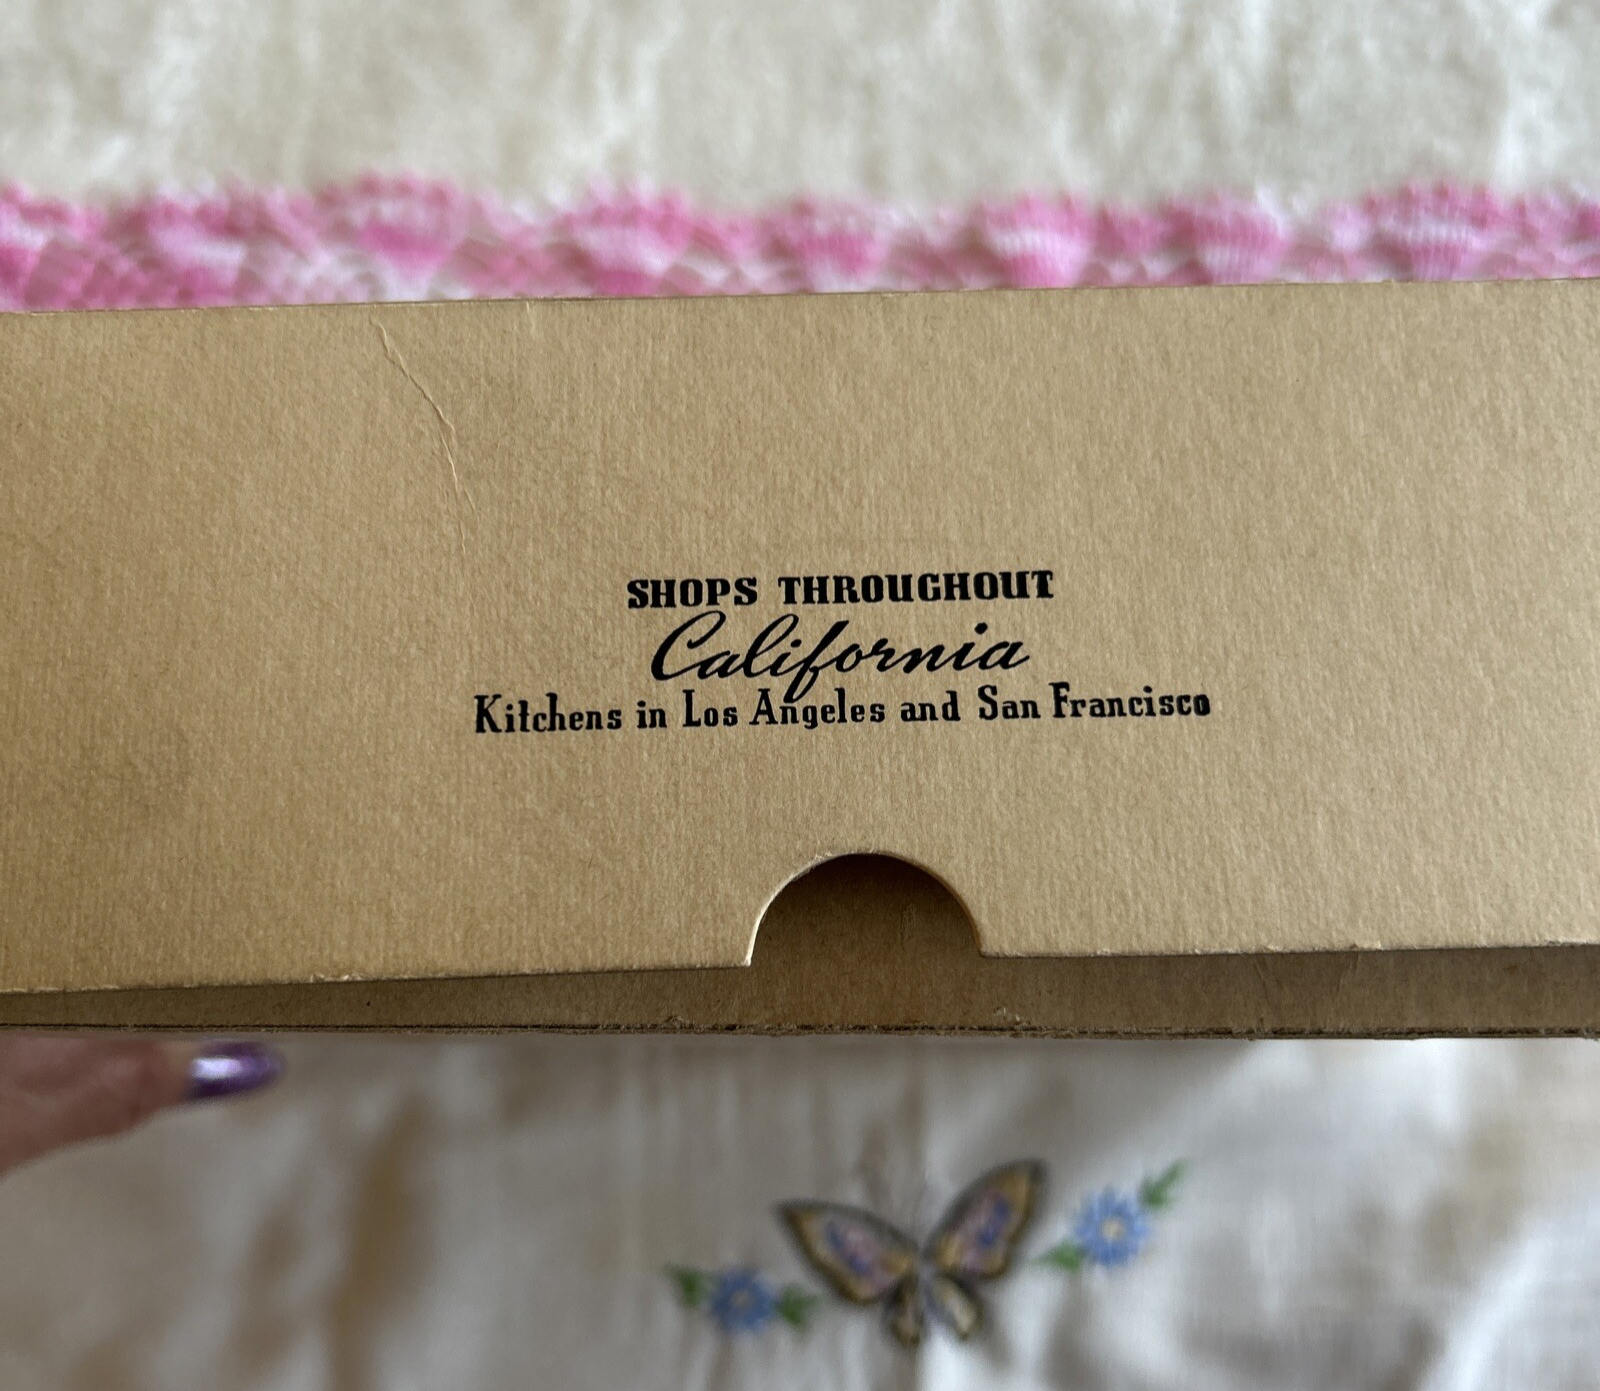 SHOPS THROUGHOUT
California
Kitchens in Los Angeles and San Francisco